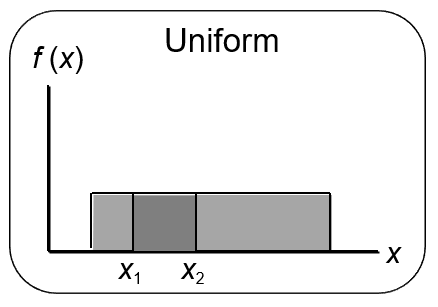 Uniform
f (x)
x
x₁ x₂